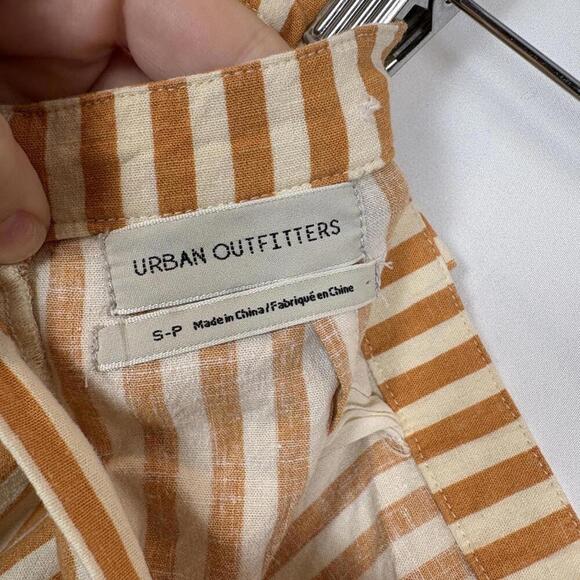 URBAN OUTFITTERS
S-P Made in China / Fabriqué en Chine